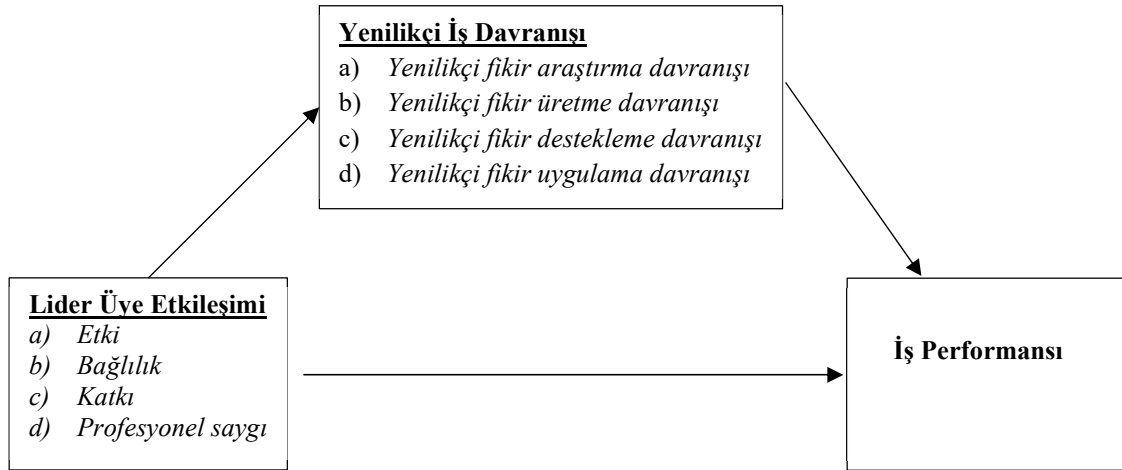 Yenilikçi İş Davranışı
a) Yenilikçi fikir araştırma davranışı
b) Yenilikçi fikir üretme davranışı
c) Yenilikçi fikir destekleme davranışı
d) Yenilikçi fikir uygulama davranışı
Lider Üye Etkileşimi
a) Etki
b) Bağlılık
c) Katkı
d) Profesyonel saygı
İş Performansı